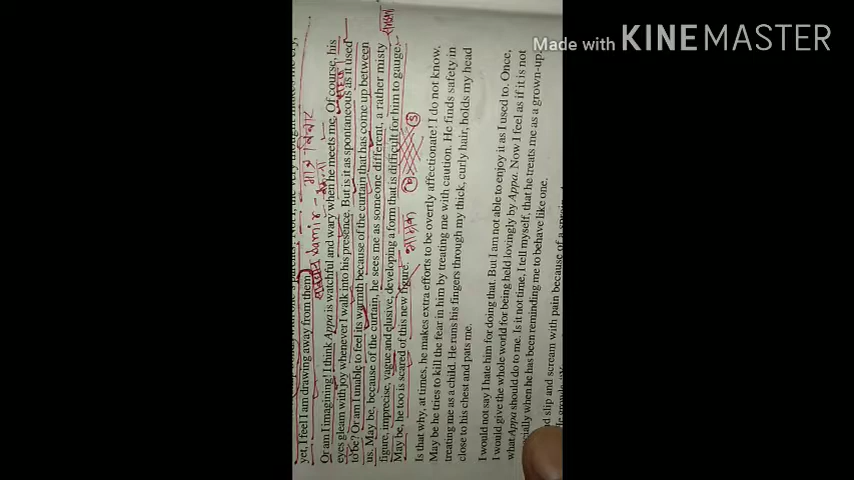 Made with KINEMASTER
yet, I feel I am drawing away from them
Or am I imagining! I think Appa is watchful and wary when he meets me. Of course, his
eyes gleam with joy whenever I walk into his presence. But is it as spontaneous as it used
to be? Or am I unable to feel its warmth because of the curtain that has come up between
us. May be, because of the curtain, he sees me as someone different, a rather misty
figure, imprecise, vague and elusive, developing a form that is difficult for him to gauge.
May be, he too is scared of this new figure.
Is that why, at times, he makes extra efforts to be overtly affectionate! I do not know.
May be he tries to kill the fear in him by treating me with caution. He finds safety in
treating me as a child. He runs his fingers through my thick, curly hair, holds my head
close to his chest and pats me.
I would not say I hate him for doing that. But I am not able to enjoy it as I used to. Once,
I would give the whole world for being held lovingly by Appa. Now I feel as if it is not
what Appa should do to me. Is it not time, I tell myself, that he treats me as a grown-up,
cially when he has been reminding me to behave like one.
d slip and scream with pain because of a